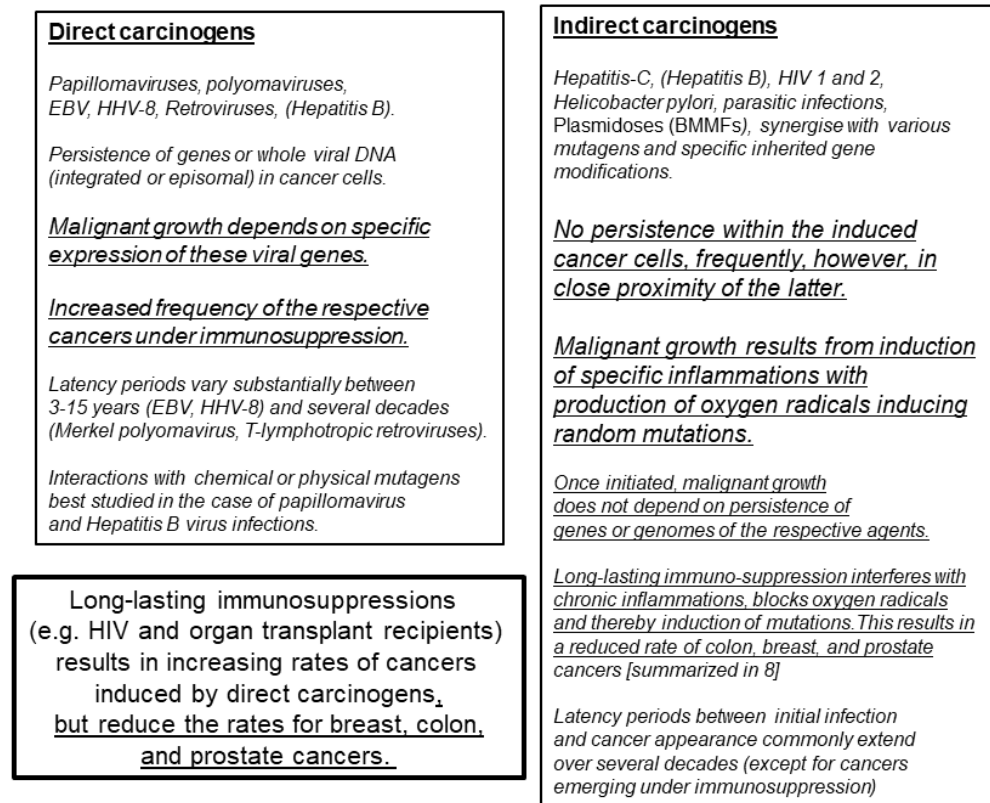 Direct carcinogens
Papillomaviruses, polyomaviruses,
EBV, HHV-8, Retroviruses, (Hepatitis B).
Persistence of genes or whole viral DNA
(integrated or episomal) in cancer cells.
Malignant growth depends on specific
expression of these viral genes.
Increased frequency of the respective
cancers under immunosuppression.
Latency periods vary substantially between
3-15 years (EBV, HHV-8) and several decades
(Merkel polyomavirus, T-lymphotropic retroviruses).
Interactions with chemical or physical mutagens
best studied in the case of papillomavirus
and Hepatitis B virus infections.
Long-lasting immunosuppressions
(e.g. HIV and organ transplant recipients)
results in increasing rates of cancers
induced by direct carcinogens,
but reduce the rates for breast, colon,
and prostate cancers.
Indirect carcinogens
Hepatitis-C, (Hepatitis B), HIV 1 and 2,
Helicobacter pylori, parasitic infections,
Plasmidoses (BMMFs), synergise with various
mutagens and specific inherited gene
modifications.
No persistence within the induced
cancer cells, frequently, however, in
close proximity of the latter.
Malignant growth results from induction
of specific inflammations with
production of oxygen radicals inducing
random mutations.
Once initiated, malignant growth
does not depend on persistence of
genes or genomes of the respective agents.
Long-lasting immuno-suppression interferes with
chronic inflammations, blocks oxygen radicals
and thereby induction of mutations. This results in
a reduced rate of colon, breast, and prostate
cancers [summarized in 8]
Latency periods between initial infection
and cancer appearance commonly extend
over several decades (except for cancers
emerging under immunosuppression)